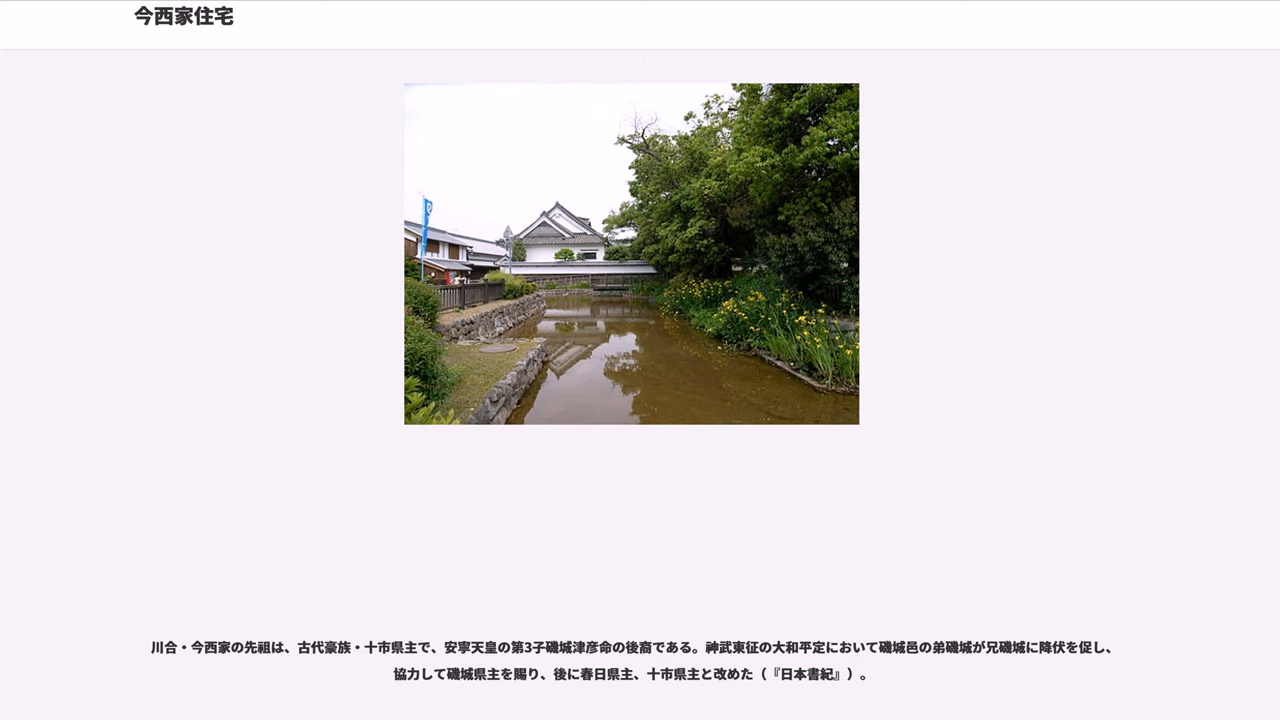 今西家住宅
川合・今西家の先祖は、古代豪族・十市県主で、安寧天皇の第3子磯城津彦命の後裔である。神武東征の大和平定において磯城邑の弟磯城が兄磯城に降伏を促し、
協力して磯城県主を賜り、後に春日県主、十市県主と改めた（『日本書紀』）。